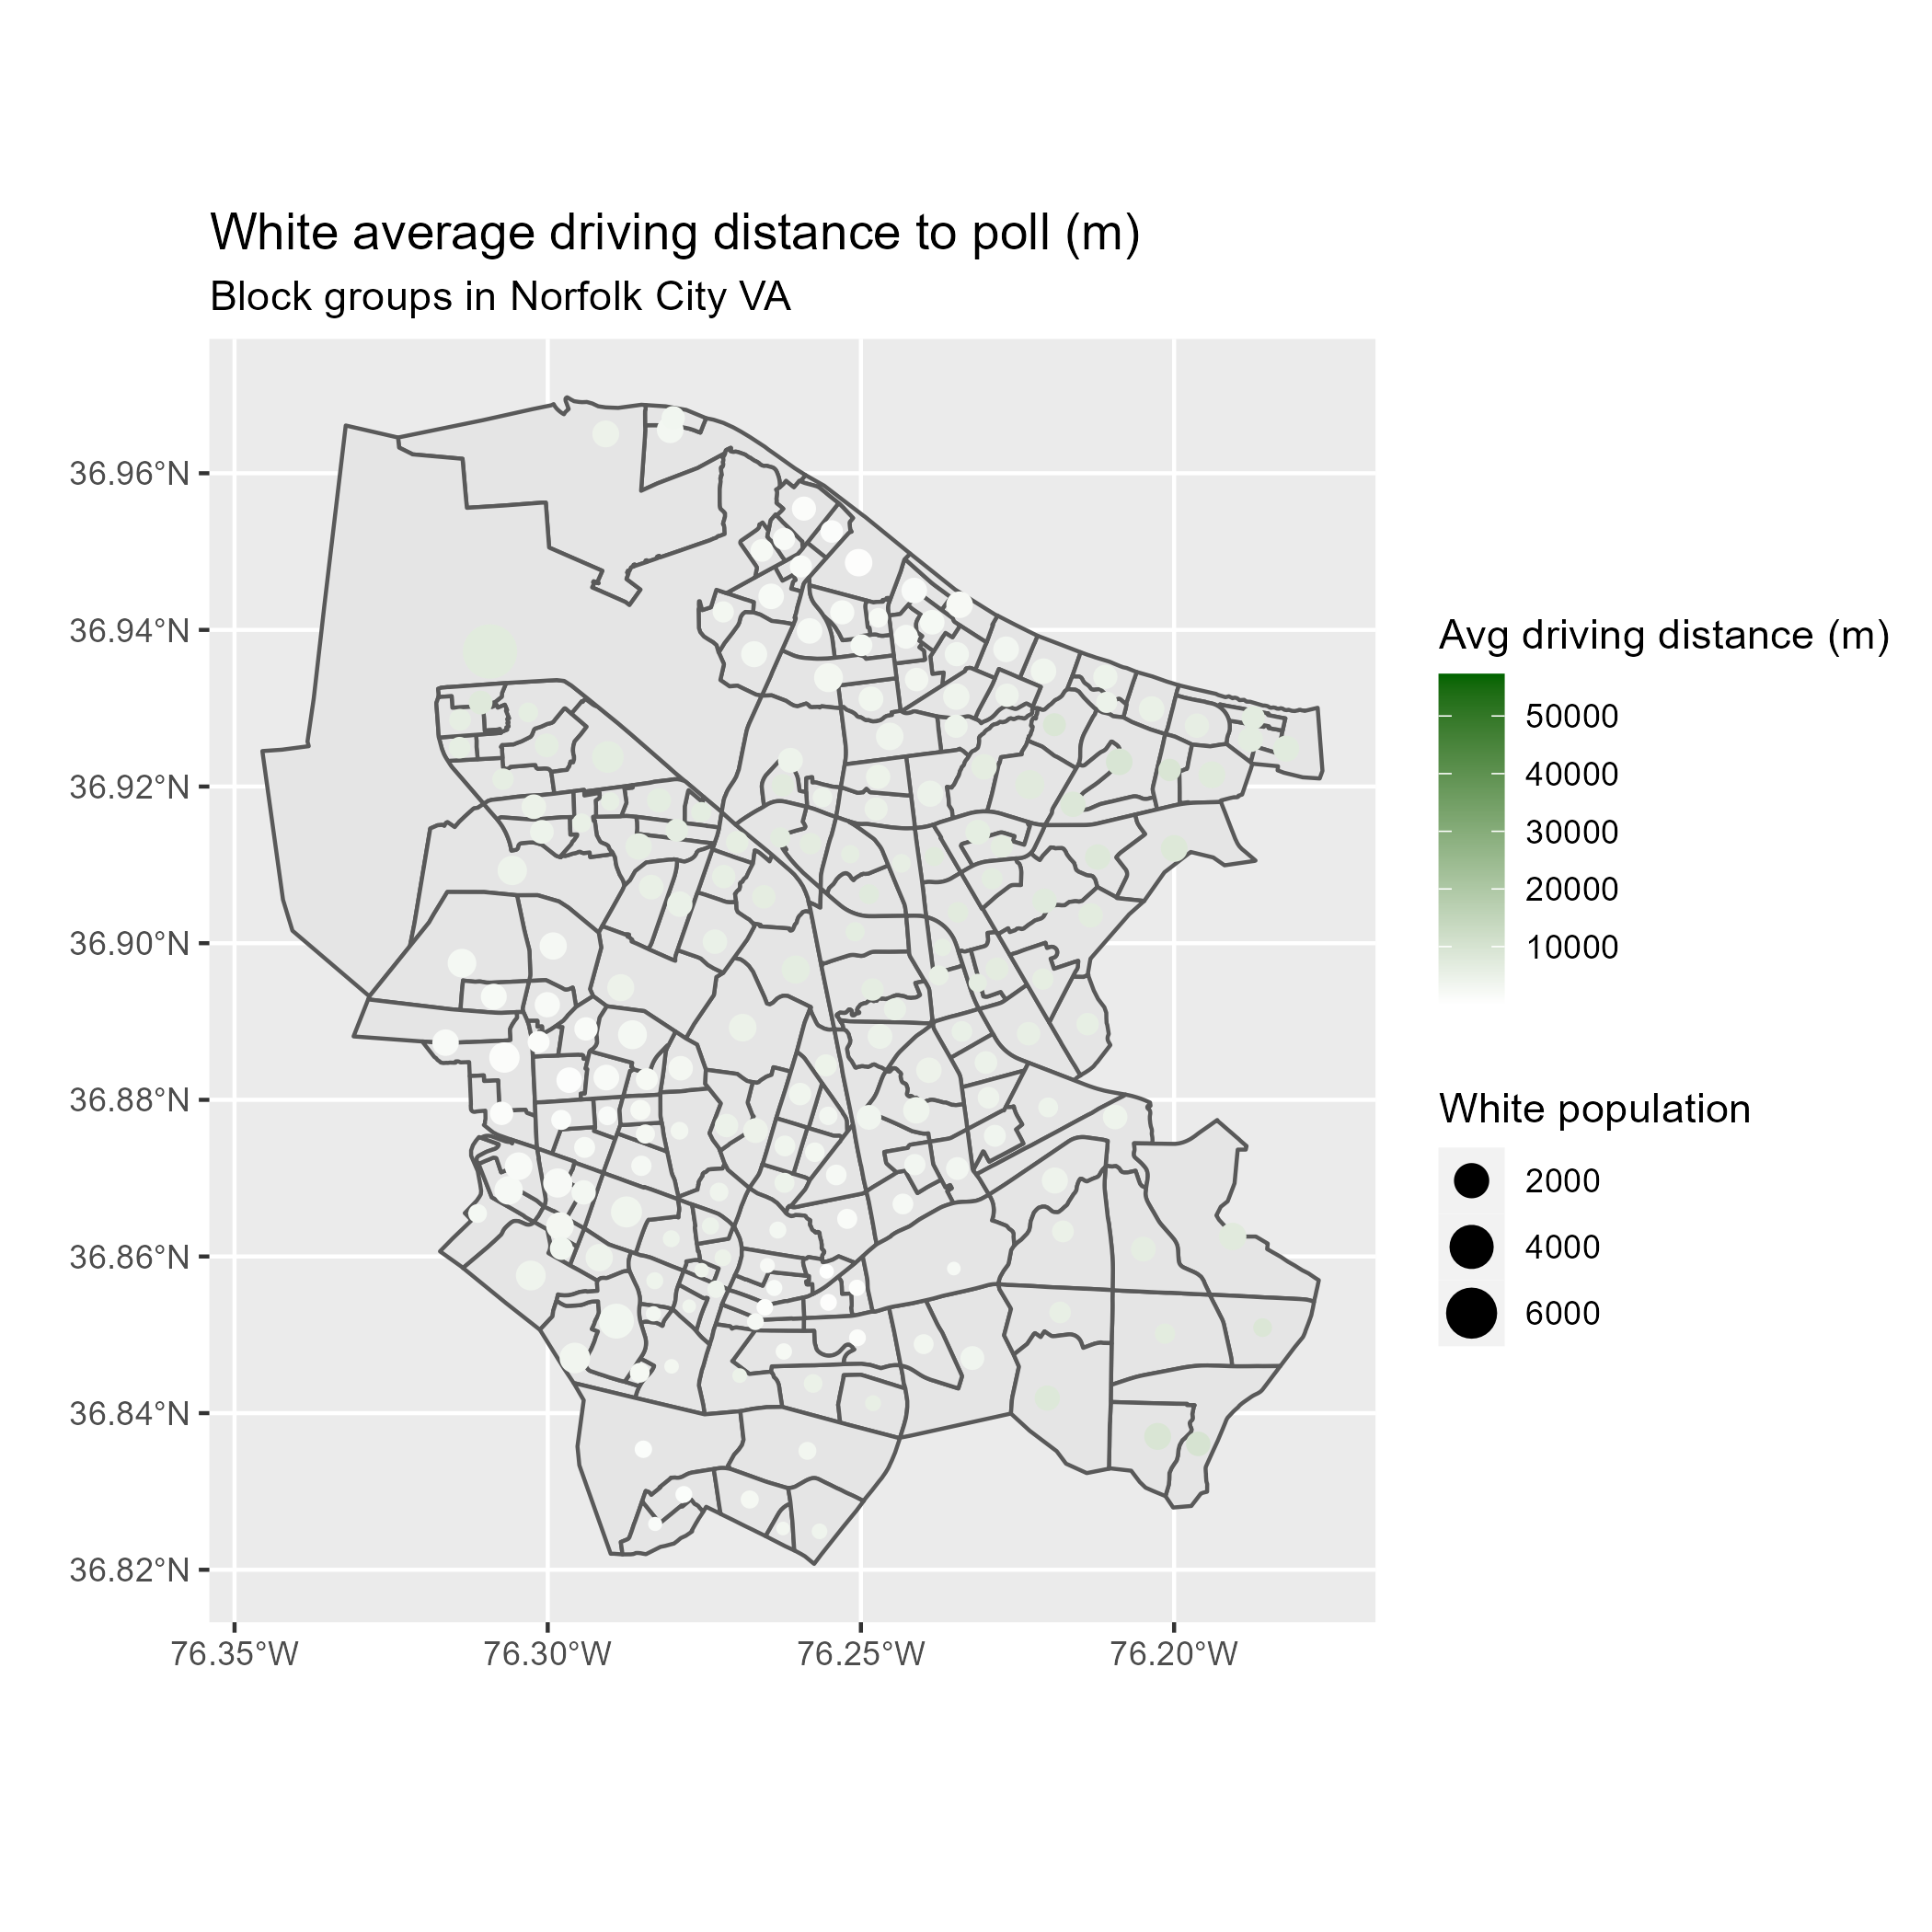 White average driving distance to poll (m)
Block groups in Norfolk City VA
36.96°N
36.94°N
36.92°N
36.90°N
36.88°N
36.86°N
36.84°N
36.82°N
76.35°W
76.30°W
76.25°W
76.20°W
Avg driving distance (m)
50000
40000
30000
20000
10000
White population
2000
4000
6000